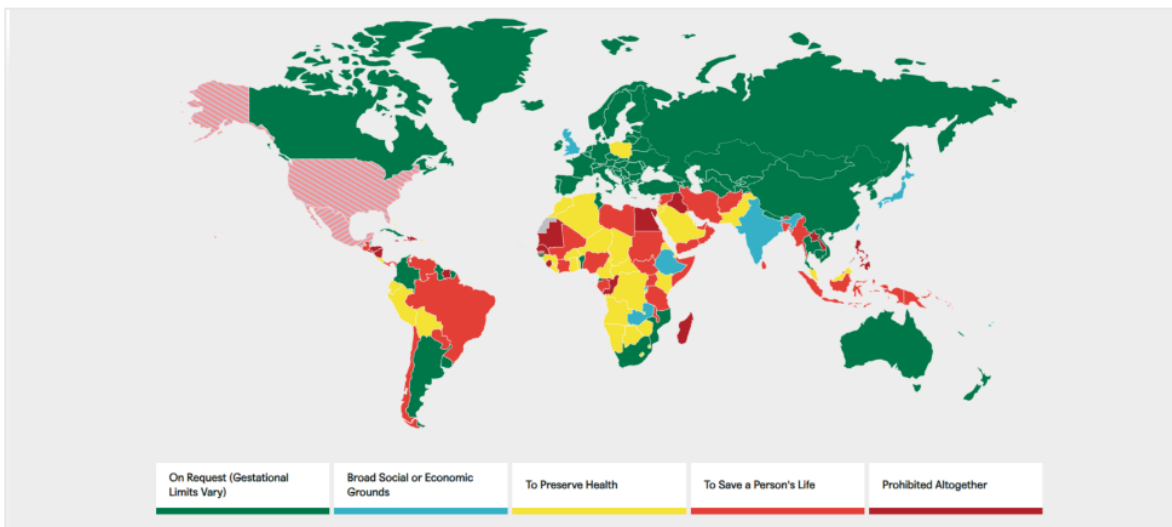 On Request (Gestational
Limits Vary)
Broad Social or Economic
Grounds
To Preserve Health
To Save a Person's Life
Prohibited Altogether